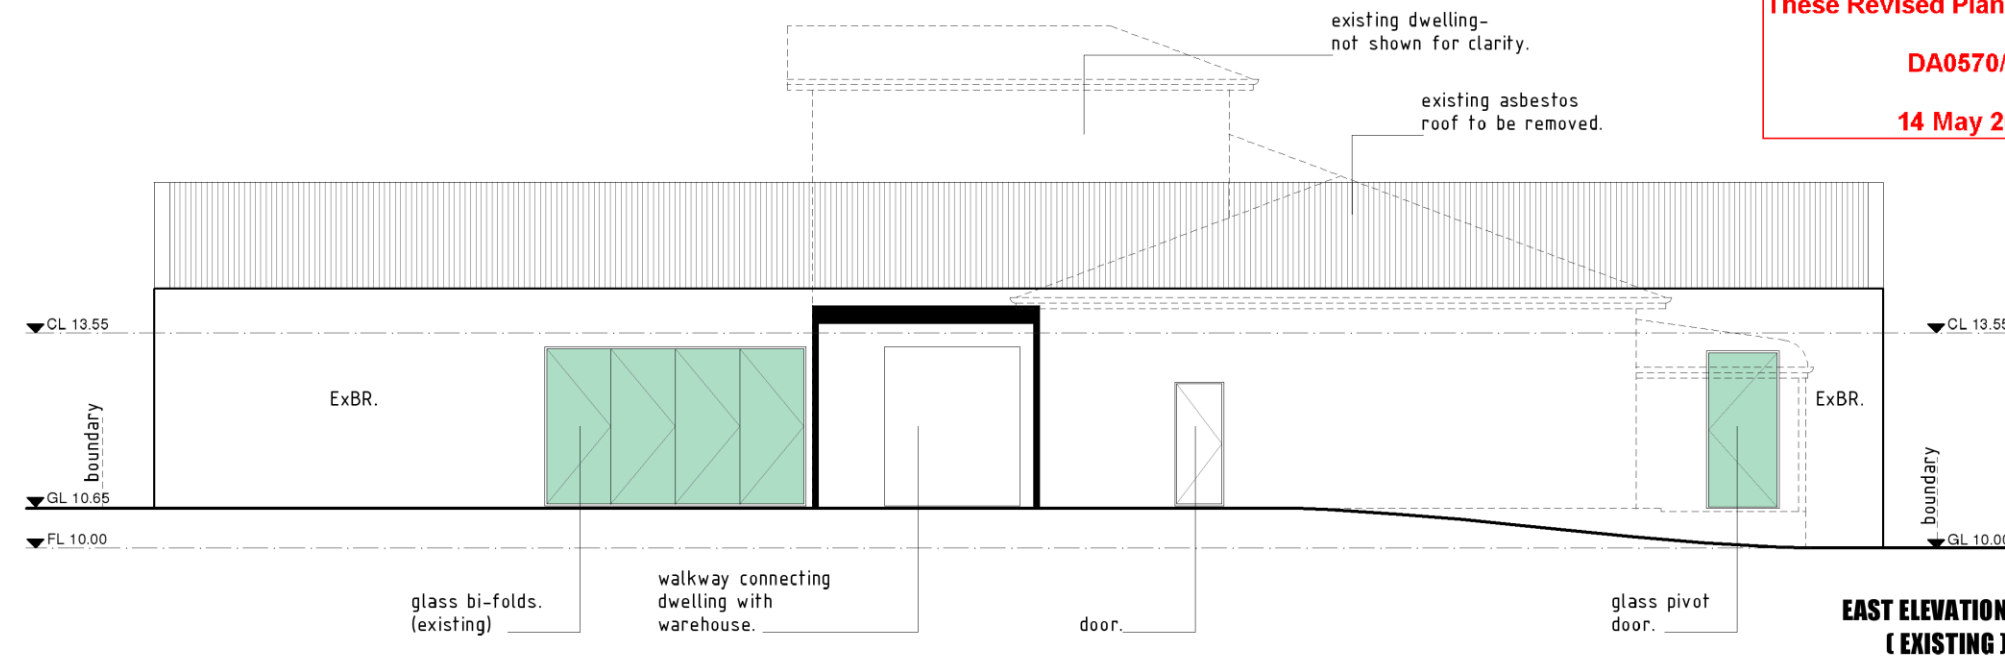 These Revised Plan
DA0570/
14 May 2
existing dwelling-
not shown for clarity.
existing asbestos
roof to be removed.
CL 13.55
CL 13.55
ExBR.
ExBR.
boundary
boundary
GL 10.65
FL 10.00
GL 10.00
glass bi-folds.
(existing)
walkway connecting
dwelling with
warehouse.
door.
glass pivot
door.
EAST ELEVATION
( EXISTING )